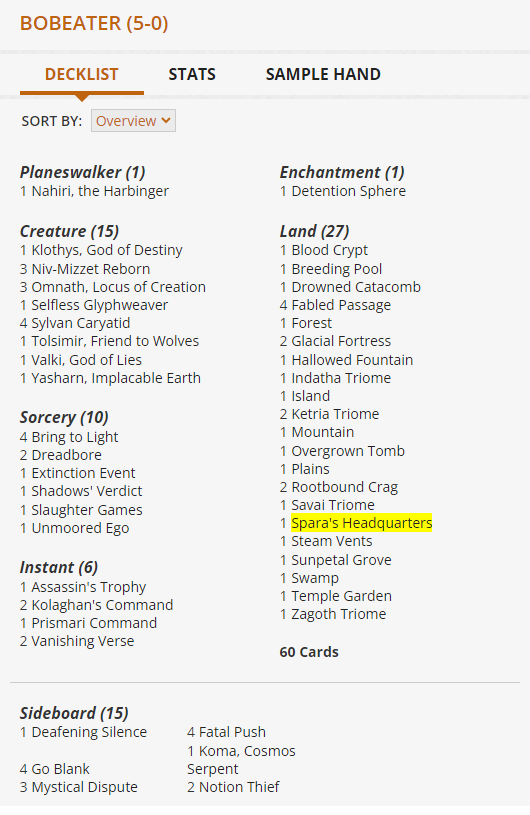 BOBEATER (5-0)
DECKLIST STATS SAMPLE HAND
SORT BY: Overview
Planeswalker (1)
1 Nahiri, the Harbinger
Creature (15)
1 Klothys, God of Destiny
3 Niv-Mizzet Reborn
3 Omnath, Locus of Creation
1 Selfless Glyphweaver
4 Sylvan Caryatid
1 Tolsimir, Friend to Wolves
1 Valki, God of Lies
1 Yasharn, Implacable Earth
Sorcery (10)
4 Bring to Light
2 Dreadbore
1 Extinction Event
1 Shadows' Verdict
1 Slaughter Games
1 Unmoored Ego
Instant (6)
1 Assassin's Trophy
2 Kolaghan's Command
1 Prismari Command
2 Vanishing Verse
Enchantment (1)
1 Detention Sphere
Land (27)
1 Blood Crypt
1 Breeding Pool
1 Drowned Catacomb
4 Fabled Passage
1 Forest
2 Glacial Fortress
1 Hallowed Fountain
1 Indatha Triome
1 Island
2 Ketria Triome
1 Mountain
1 Overgrown Tomb
1 Plains
2 Rootbound Crag
1 Savai Triome
1 Spara's Headquarters
1 Steam Vents
1 Sunpetal Grove
1 Swamp
1 Temple Garden
1 Zagoth Triome
60 Cards
Sideboard (15)
1 Deafening Silence
4 Go Blank
3 Mystical Dispute
4 Fatal Push
1 Koma, Cosmos
Serpent
2 Notion Thief